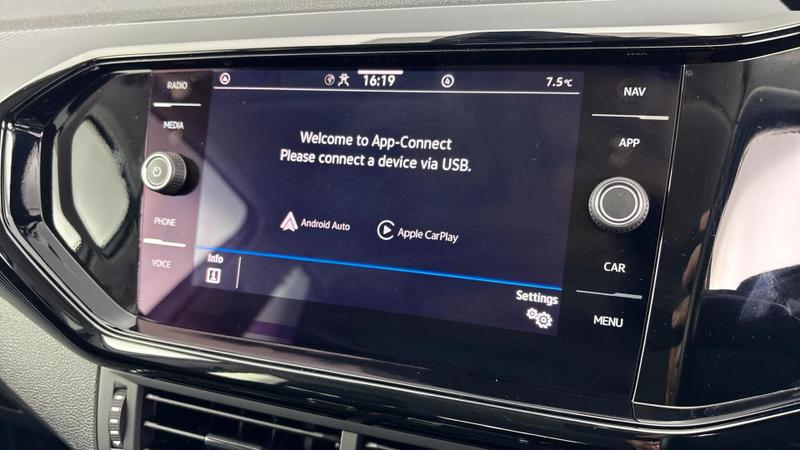 RADIO
MEDIA
PHONE
VOICE
16:19
7.5°C
Welcome to App-Connect
Please connect a device via USB.
Android Auto
Apple CarPlay
Info
Settings
NAV
APP
CAR
MENU